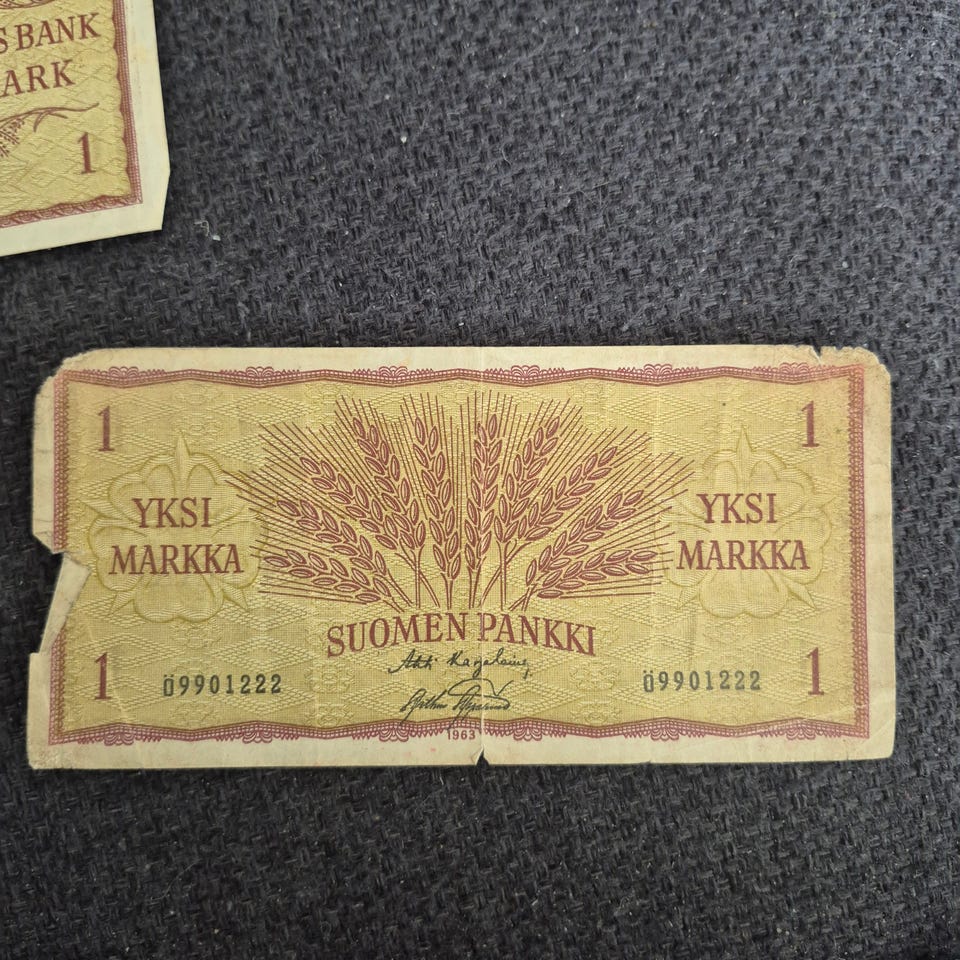 S BANK
ARK
1
1
1
YKSI
MARKKA
YKSI
MARKKA
SUOMEN PANKKI
1
Ö9901222
Ö9901222
1
1963